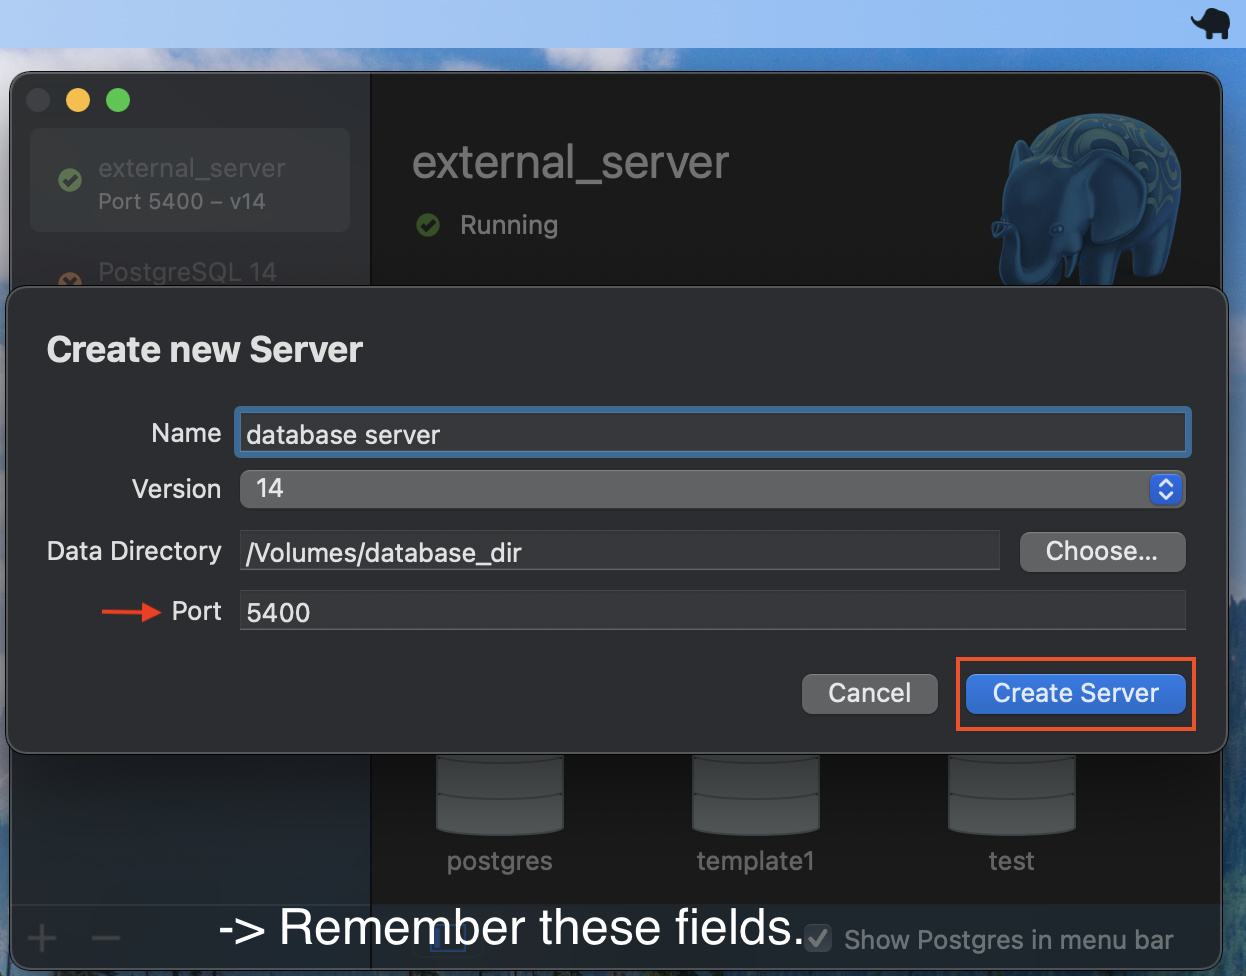 external_server
Port 5400 – v14
PostgreSQL 14
external_server
Running
Create new Server
Name
database server
Version
14
Data Directory
/Volumes/database_dir
Choose...
Port
5400
Cancel
Create Server
postgres
template1
test
-> Remember these fields.
Show Postgres in menu bar